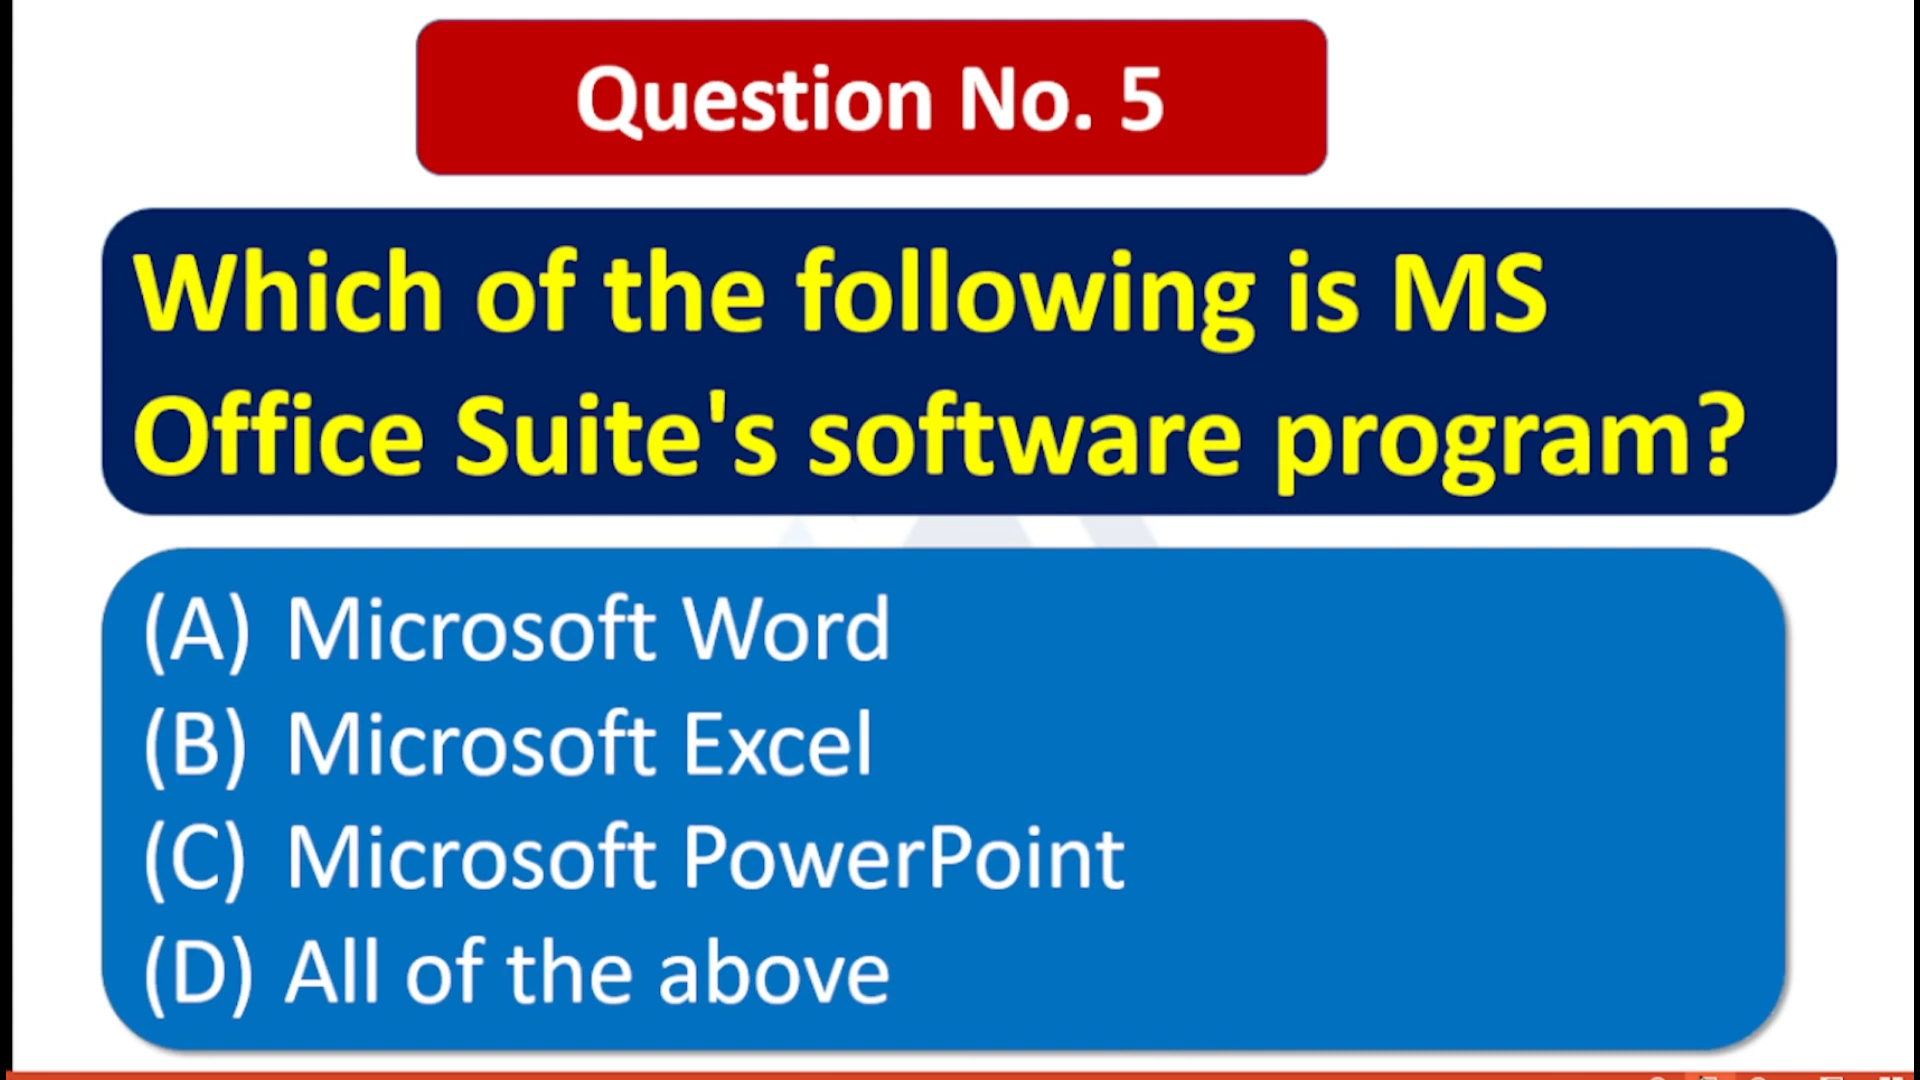 Question No. 5
Which of the following is MS
Office Suite's software program?
(A) Microsoft Word
(B) Microsoft Excel
(C) Microsoft PowerPoint
(D) All of the above